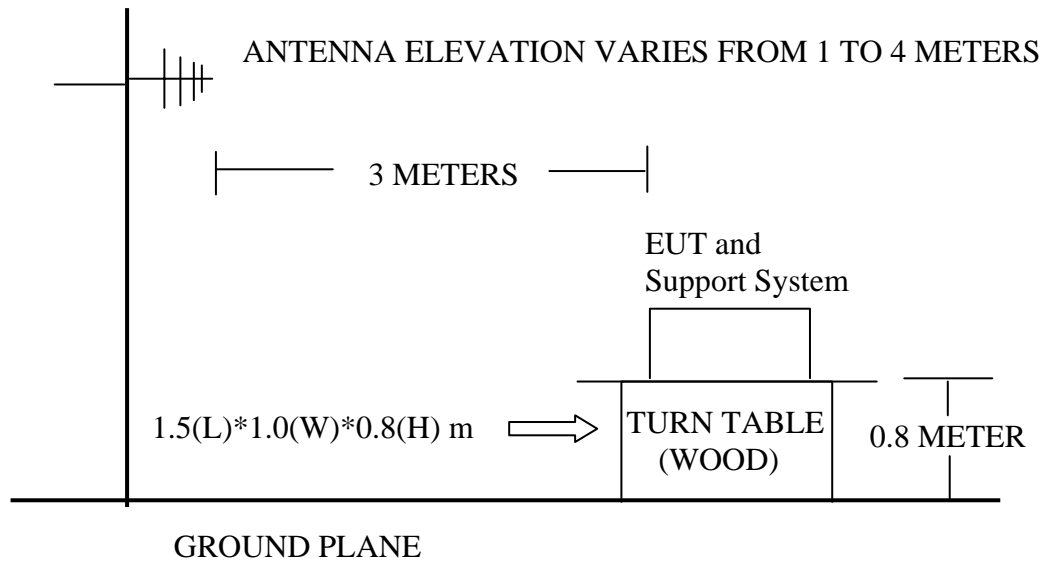 ANTENNA ELEVATION VARIES FROM 1 TO 4 METERS
3 METERS
EUT and
Support System
1.5(L)*1.0(W)*0.8(H) m
TURN TABLE
(WOOD)
0.8 METER
GROUND PLANE